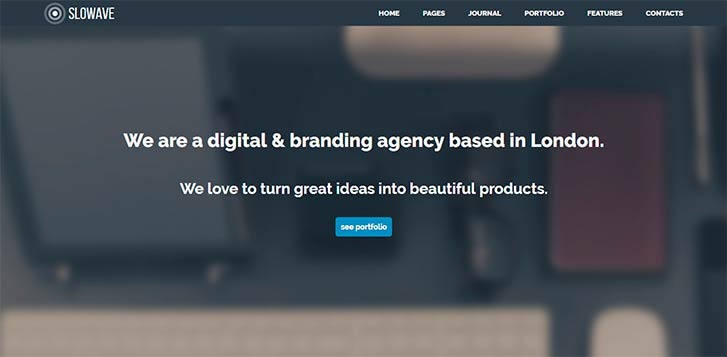 SLOWAVE
HOME PAGES JOURNAL PORTFOLIO FEATURES CONTACTS
We are a digital & branding agency based in London.
We love to turn great ideas into beautiful products.
see portfolio